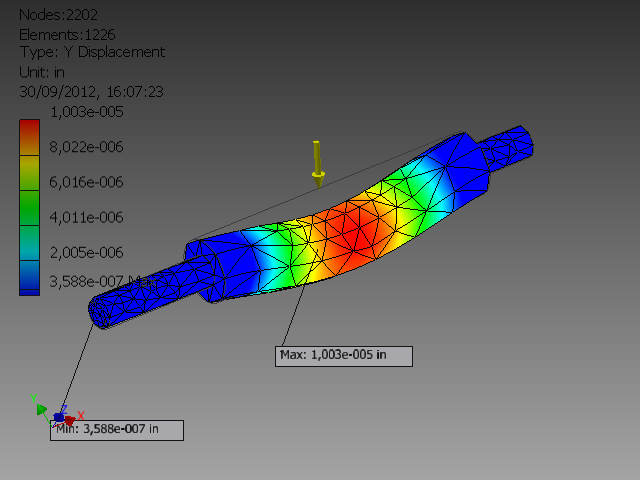 Nodes:2202
Elements:1226
Type: Y Displacement
Unit: in
30/09/2012, 16:07:23
1,003e-005
8,022e-006
6,016e-006
4,011e-006
2,005e-006
3,588e-007 Max
Max: 1,003e-005 in
Y
Z
X
Min: 3,588e-007 in